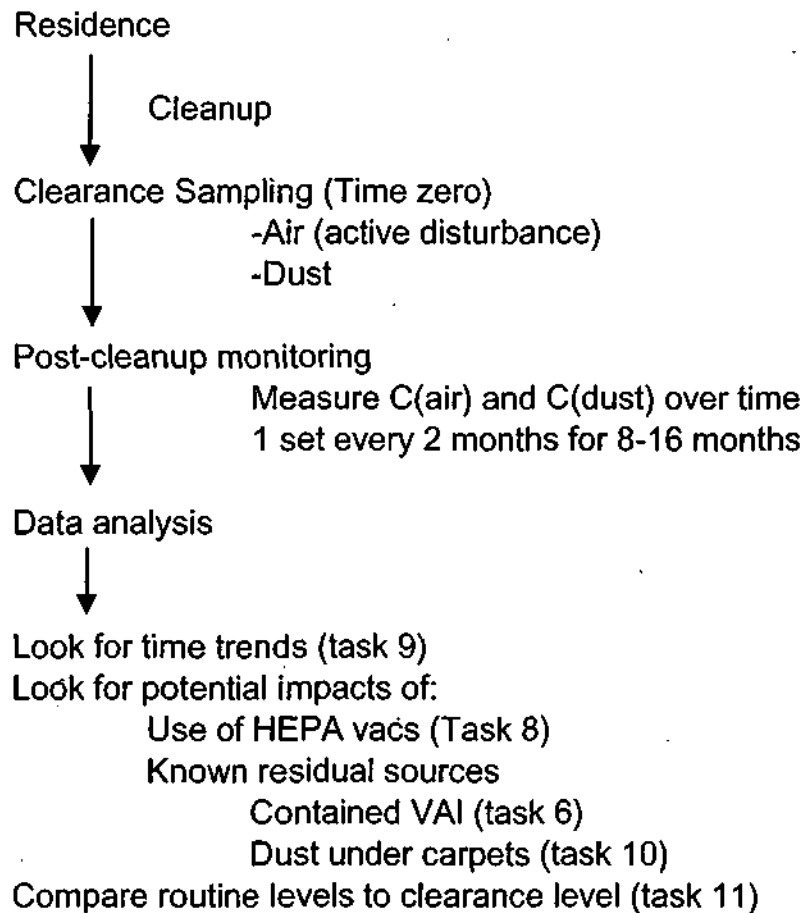 Residence
Cleanup
Clearance Sampling (Time zero)
-Air (active disturbance)
-Dust
Post-cleanup monitoring
Measure C(air) and C(dust) over time
1 set every 2 months for 8-16 months
Data analysis
Look for time trends (task 9)
Look for potential impacts of:
Use of HEPA vacs (Task 8)
Known residual sources
Contained VAI (task 6)
Dust under carpets (task 10)
Compare routine levels to clearance level (task 11)